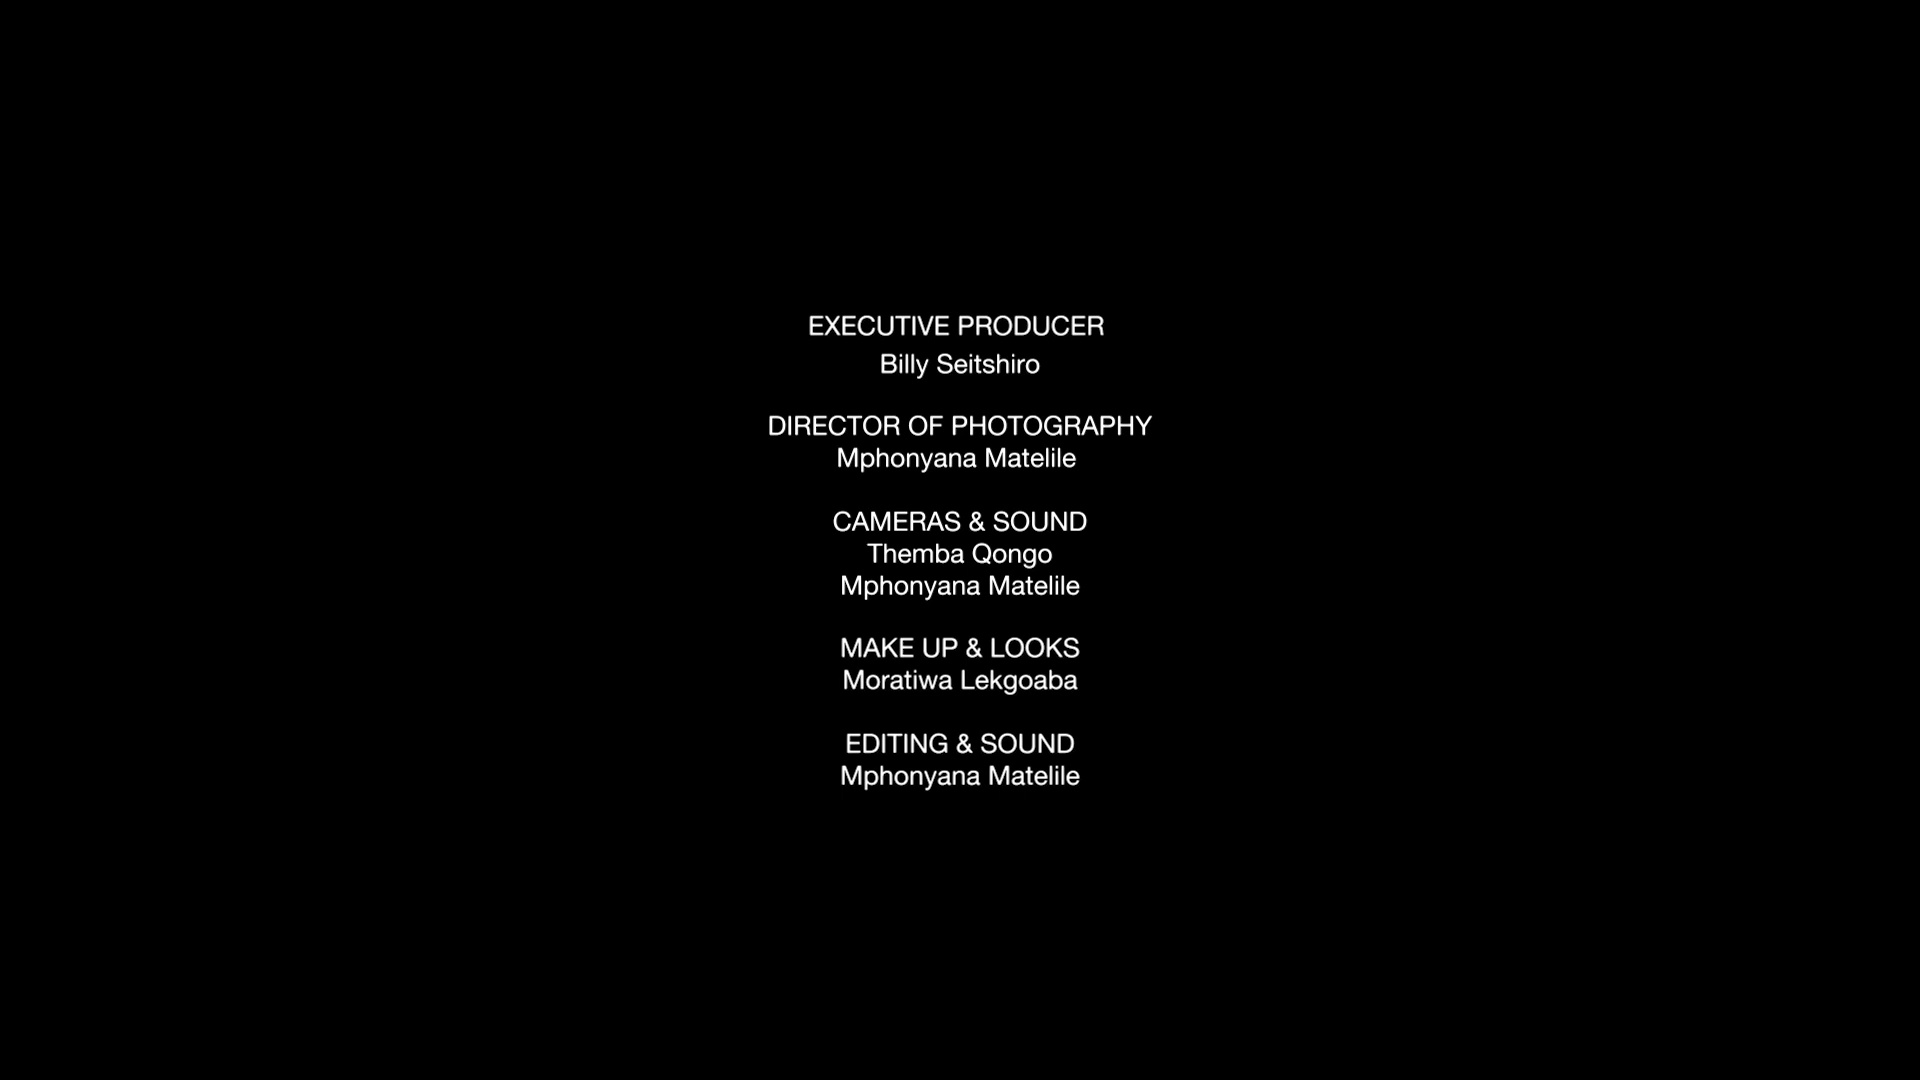 EXECUTIVE PRODUCER
Billy Seitshiro
DIRECTOR OF PHOTOGRAPHY
Mphonyana Matelile
CAMERAS & SOUND
Themba Qongo
Mphonyana Matelile
MAKE UP & LOOKS
Moratiwa Lekgoaba
EDITING & SOUND
Mphonyana Matelile